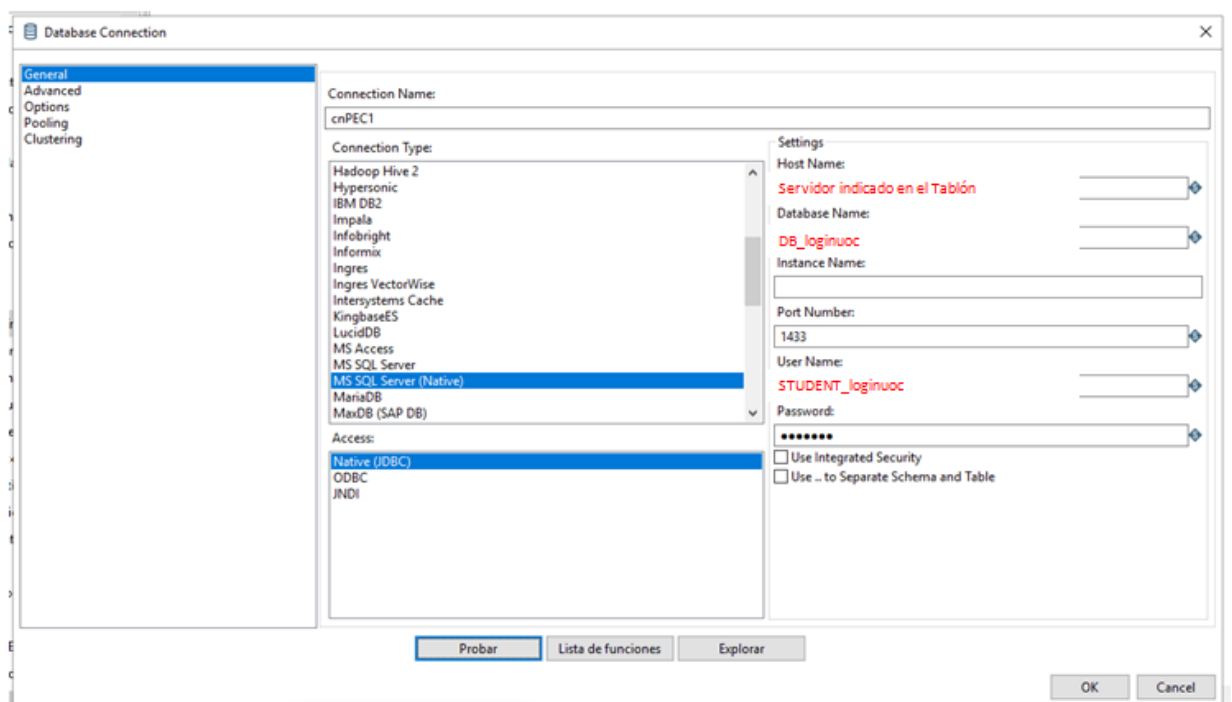 Database Connection
General
Advanced
Options
Pooling
Clustering
Connection Name:
cnPEC1
Connection Type:
Hadoop Hive 2
Hypersonic
IBM DB2
Impala
Infobright
Informix
Ingres
Ingres VectorWise
Intersystems Cache
KingbaseES
LucidDB
MS Access
MS SQL Server
MS SQL Server (Native)
MariaDB
MaxDB (SAP DB)
Access:
Native (JDBC)
ODBC
JNDI
Settings
Host Name:
Servidor indicado en el Tablón
Database Name:
DB_loginuoc
Instance Name:
Port Number:
1433
User Name:
STUDENT_loginuoc
Password:
●●●●●●●
Use Integrated Security
Use .. to Separate Schema and Table
Probar
Lista de funciones
Explorar
OK
Cancel